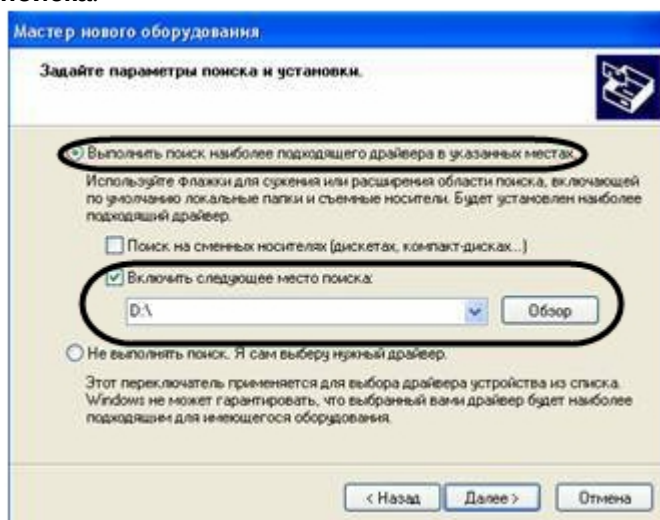 Мастер нового оборудования
Задайте параметры поиска и установки.
Выполнить поиск наиболее подходящего драйвера в указанных местах.
Используйте флажки для сужения или расширения области поиска, включающей
по умолчанию локальные папки и съемные носители. Будет установлен наиболее
подходящий драйвер.
Поиск на сменных носителях (дискетах, компакт-дисках...)
Включить следующее место поиска:
D:\
Обзор
Не выполнять поиск. Я сам выберу нужный драйвер.
Этот переключатель применяется для выбора драйвера устройства из списка.
Windows не может гарантировать, что выбранный вами драйвер будет наиболее
подходящим для имеющегося оборудования.
< Назад
Далее >
Отмена